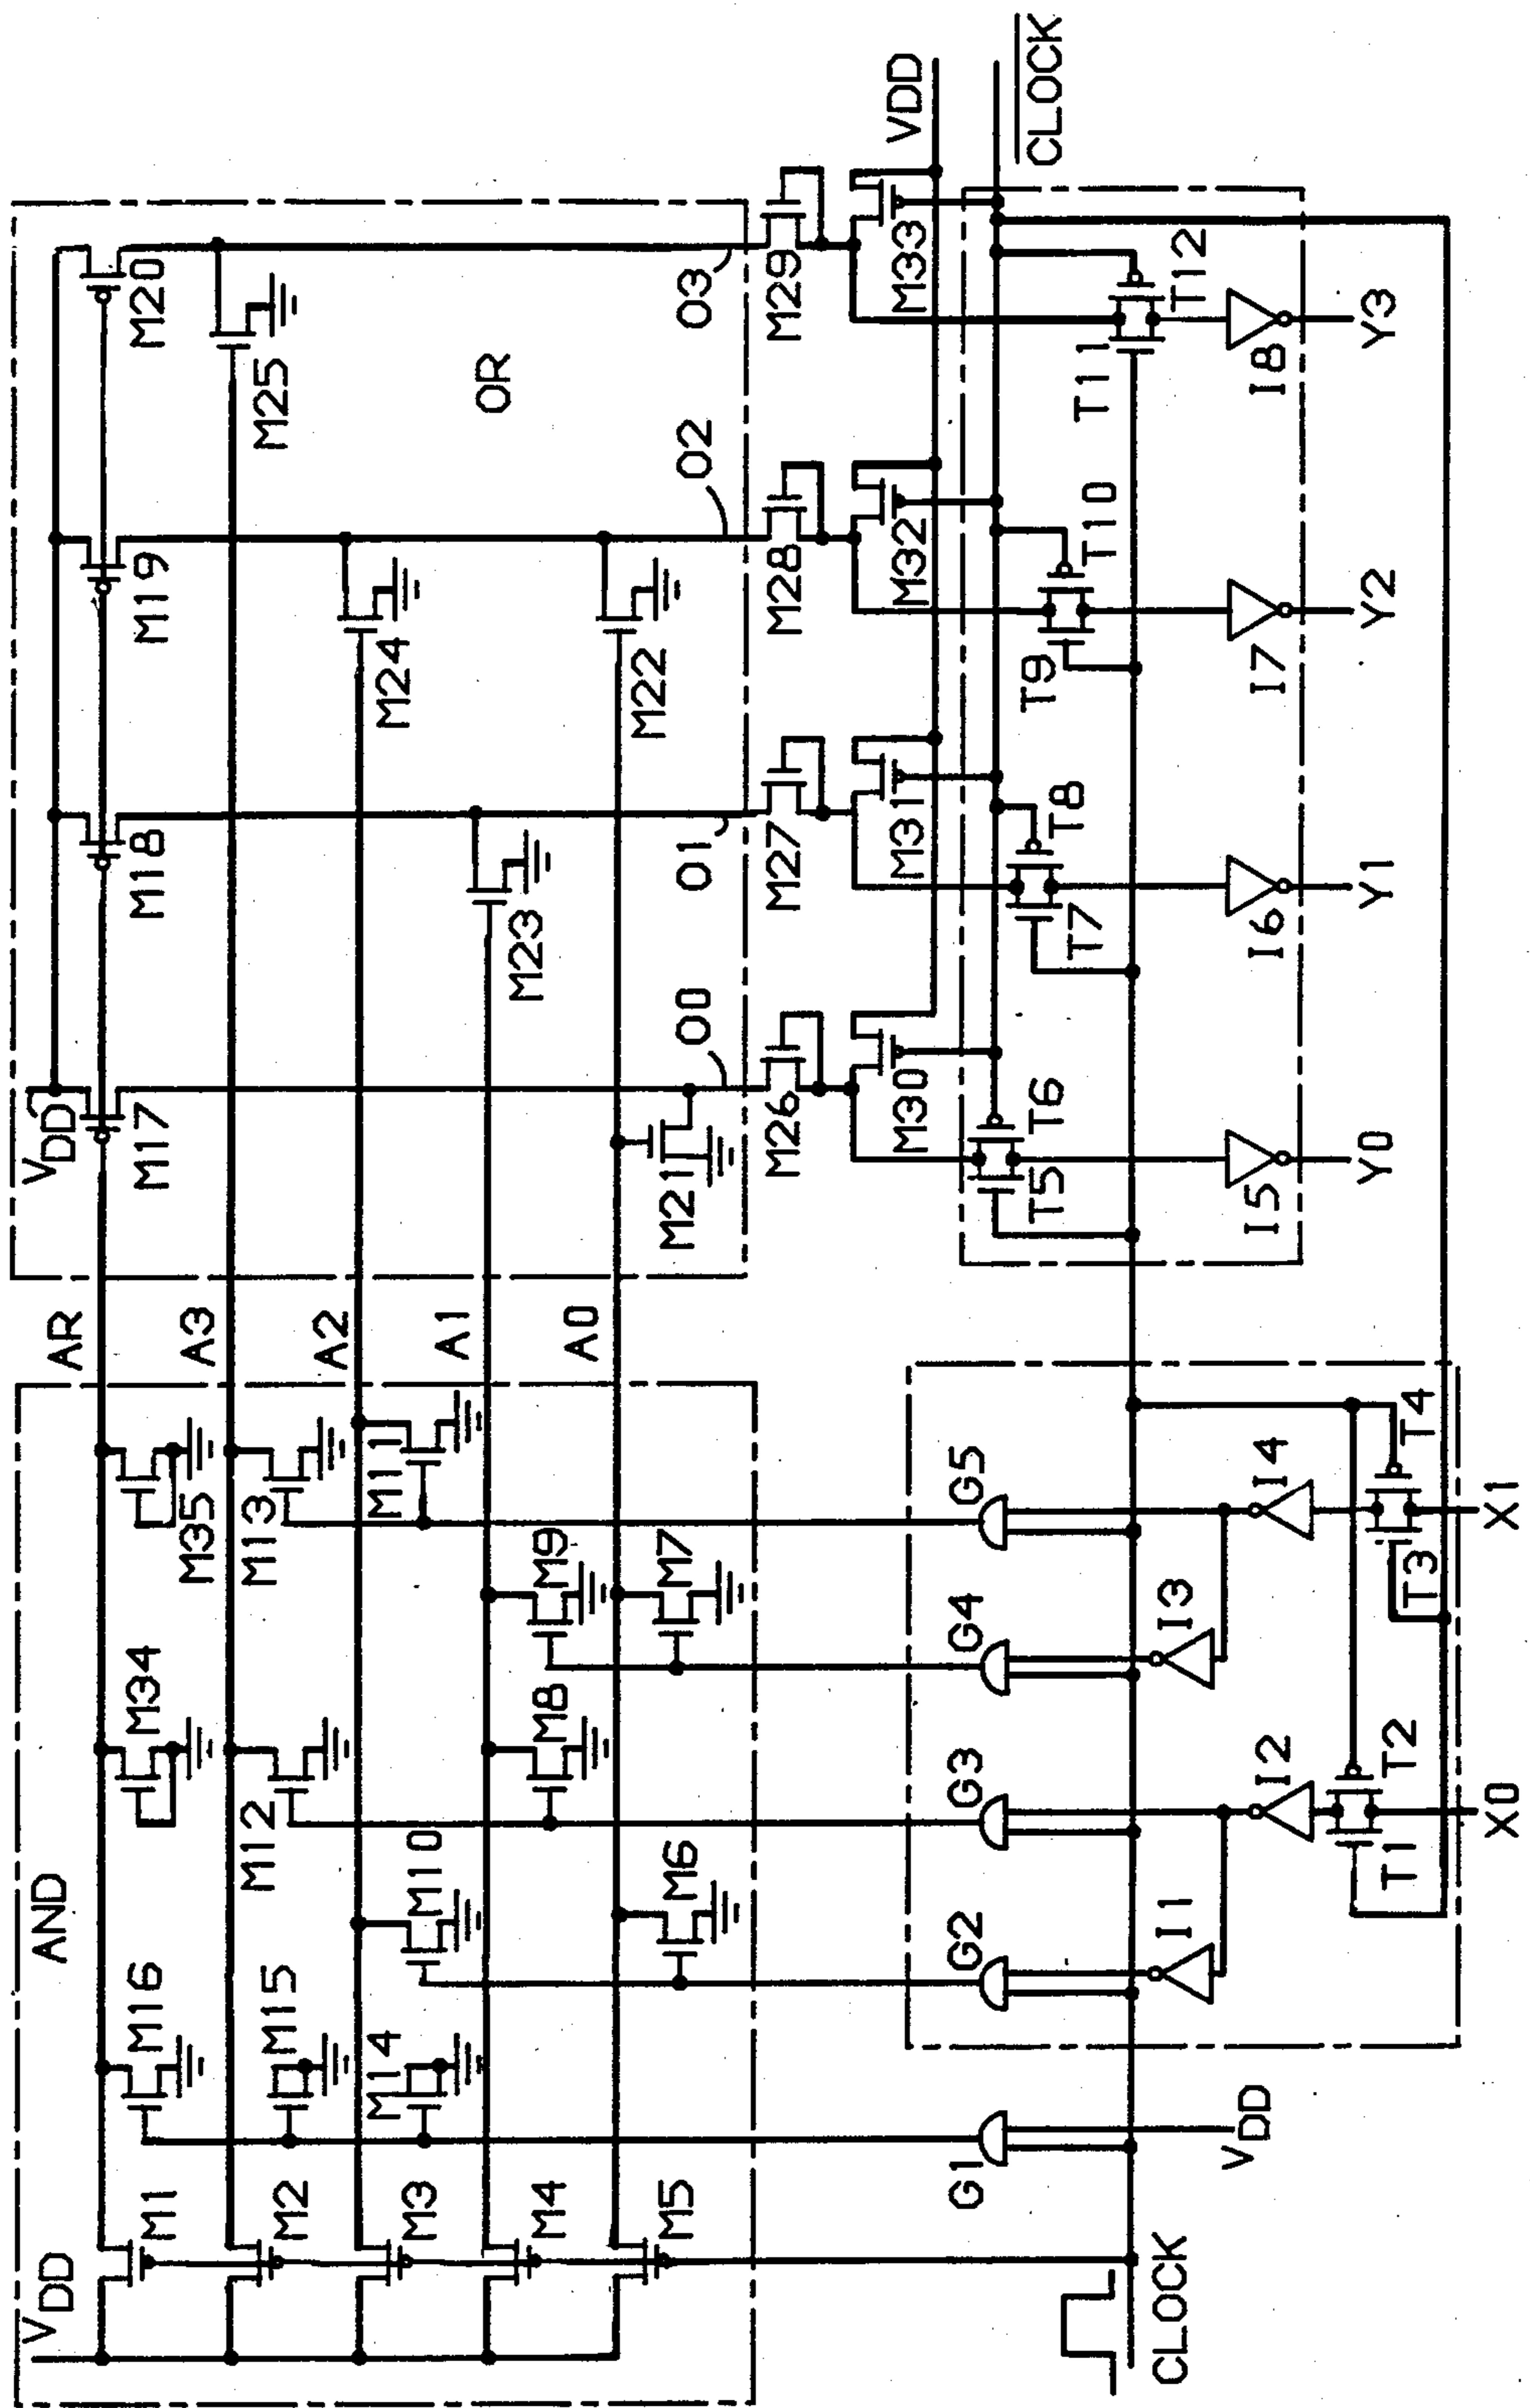 VDD
M1
M2
M3
M4
M5
AND
M16
M15
M14
M34
M35
M12
M13
M10
M11
M8
M9
M6
M7
AR
A3
A2
A1
A0
VDD
M17
M18
M19
M20
M25
M24
M23
M22
M21
OR
O0
O1
O2
O3
M26
M27
M28
M29
M30
M31
M32
M33
VDD
CLOCK
G1
G2
G3
G4
G5
VDD
CLOCK
I1
I2
I3
I4
T1
T2
T3
T4
X0
X1
T5
T6
T7
T8
T9
T10
T11
T12
I5
I6
I7
I8
Y0
Y1
Y2
Y3